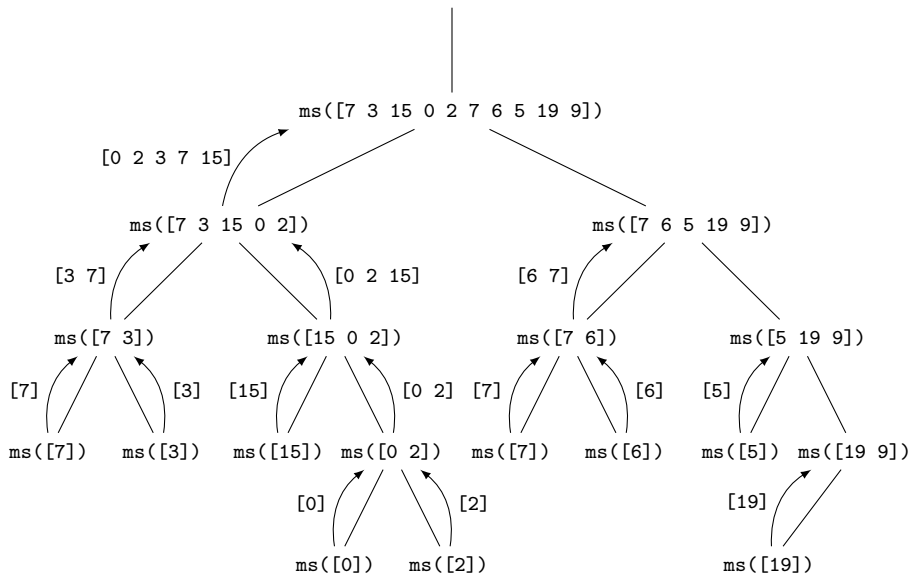 ms([7 3 15 0 2 7 6 5 19 9])
[0 2 3 7 15]
ms([7 3 15 0 2]) ms([7 6 5 19 9])
[3 7] [0 2 15] [6 7]
ms([7 3]) ms([15 0 2]) ms([7 6]) ms([5 19 9])
[7] [3] [15] [0 2] [7] [6] [5]
ms([7]) ms([3]) ms([15]) ms([0 2]) ms([7]) ms([6]) ms([5]) ms([19 9])
[0] [2] [19]
ms([0]) ms([2]) ms([19])